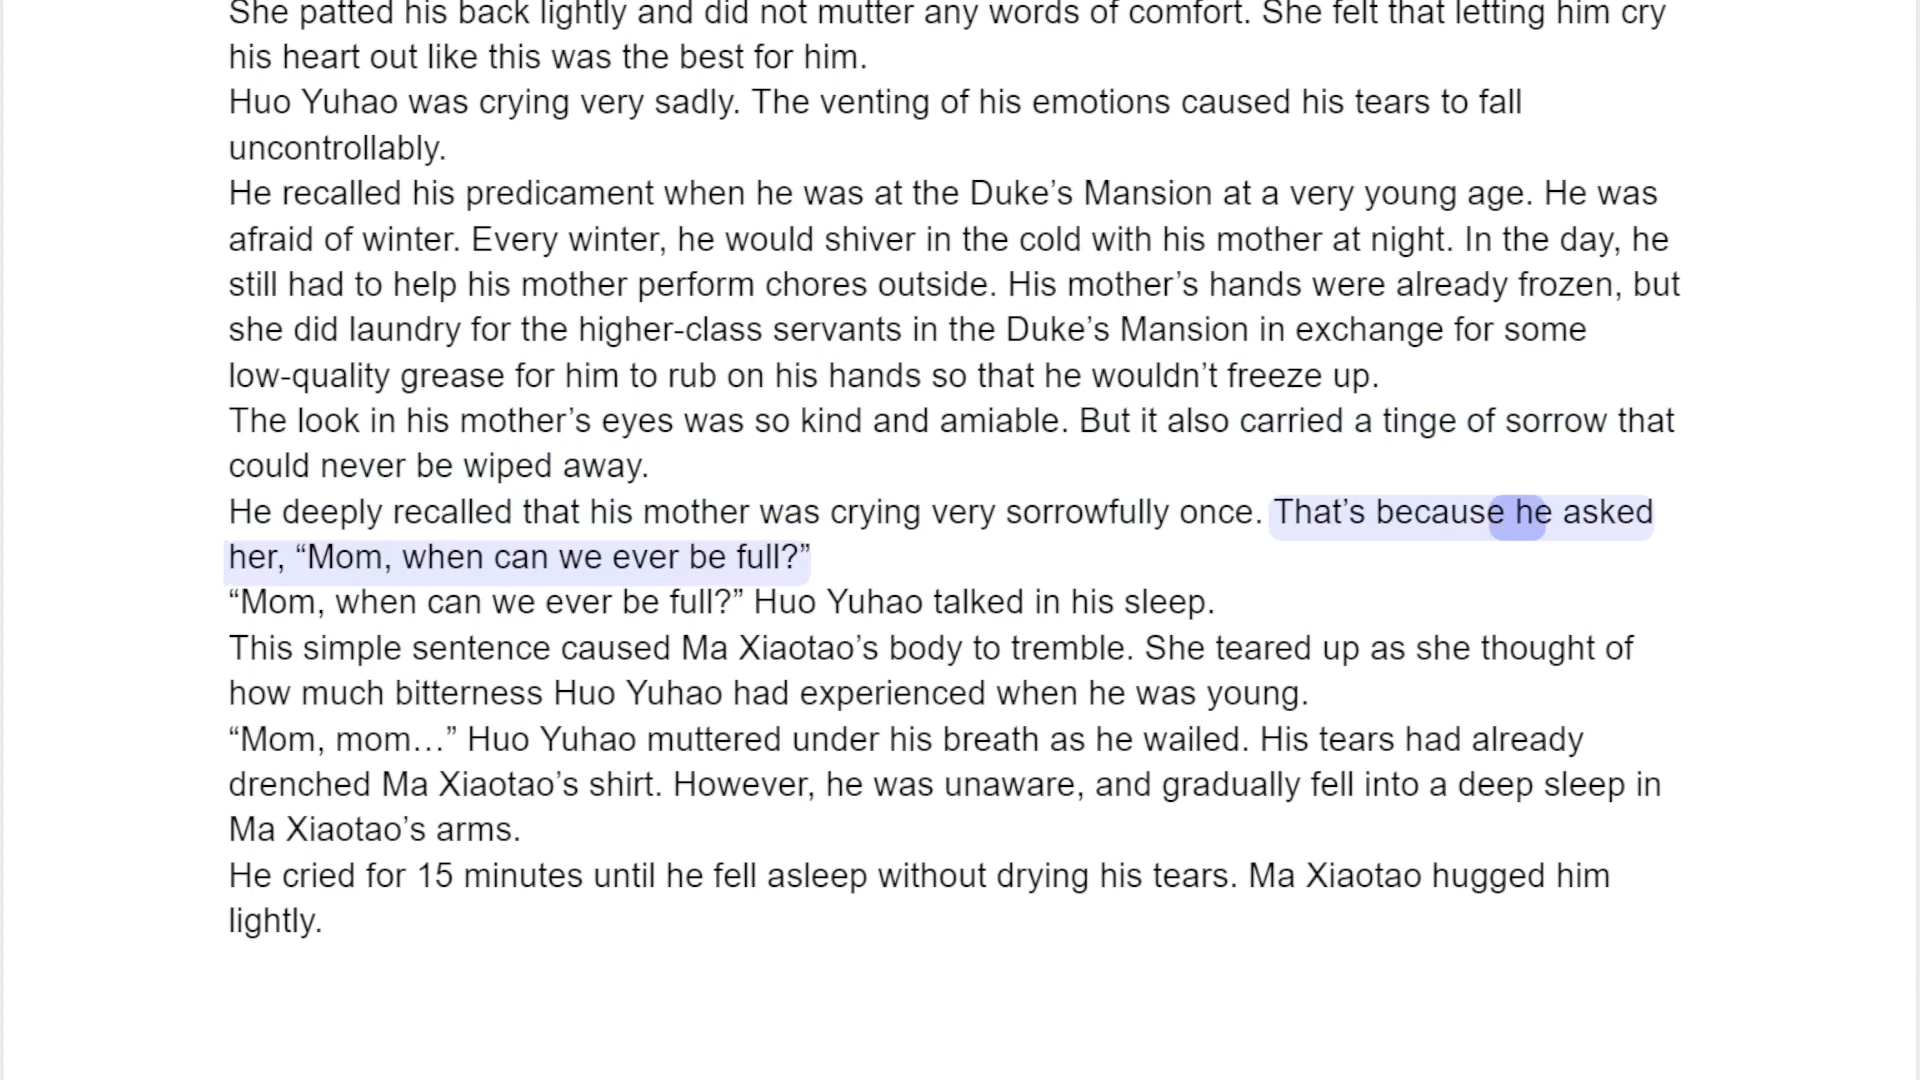 She patted his back lightly and did not mutter any words of comfort. She felt that letting him cry
his heart out like this was the best for him.
Huo Yuhao was crying very sadly. The venting of his emotions caused his tears to fall
uncontrollably.
He recalled his predicament when he was at the Duke’s Mansion at a very young age. He was
afraid of winter. Every winter, he would shiver in the cold with his mother at night. In the day, he
still had to help his mother perform chores outside. His mother’s hands were already frozen, but
she did laundry for the higher-class servants in the Duke’s Mansion in exchange for some
low-quality grease for him to rub on his hands so that he wouldn’t freeze up.
The look in his mother’s eyes was so kind and amiable. But it also carried a tinge of sorrow that
could never be wiped away.
He deeply recalled that his mother was crying very sorrowfully once. That’s because he asked
her, “Mom, when can we ever be full?”
“Mom, when can we ever be full?” Huo Yuhao talked in his sleep.
This simple sentence caused Ma Xiaotao’s body to tremble. She teared up as she thought of
how much bitterness Huo Yuhao had experienced when he was young.
“Mom, mom…” Huo Yuhao muttered under his breath as he wailed. His tears had already
drenched Ma Xiaotao’s shirt. However, he was unaware, and gradually fell into a deep sleep in
Ma Xiaotao’s arms.
He cried for 15 minutes until he fell asleep without drying his tears. Ma Xiaotao hugged him
lightly.